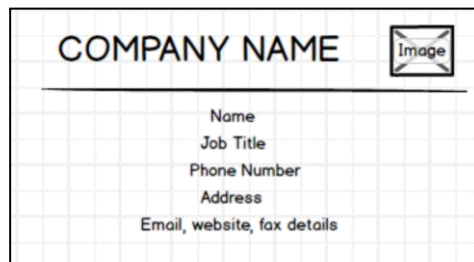 COMPANY NAME
Image
Name
Job Title
Phone Number
Address
Email, website, fax details